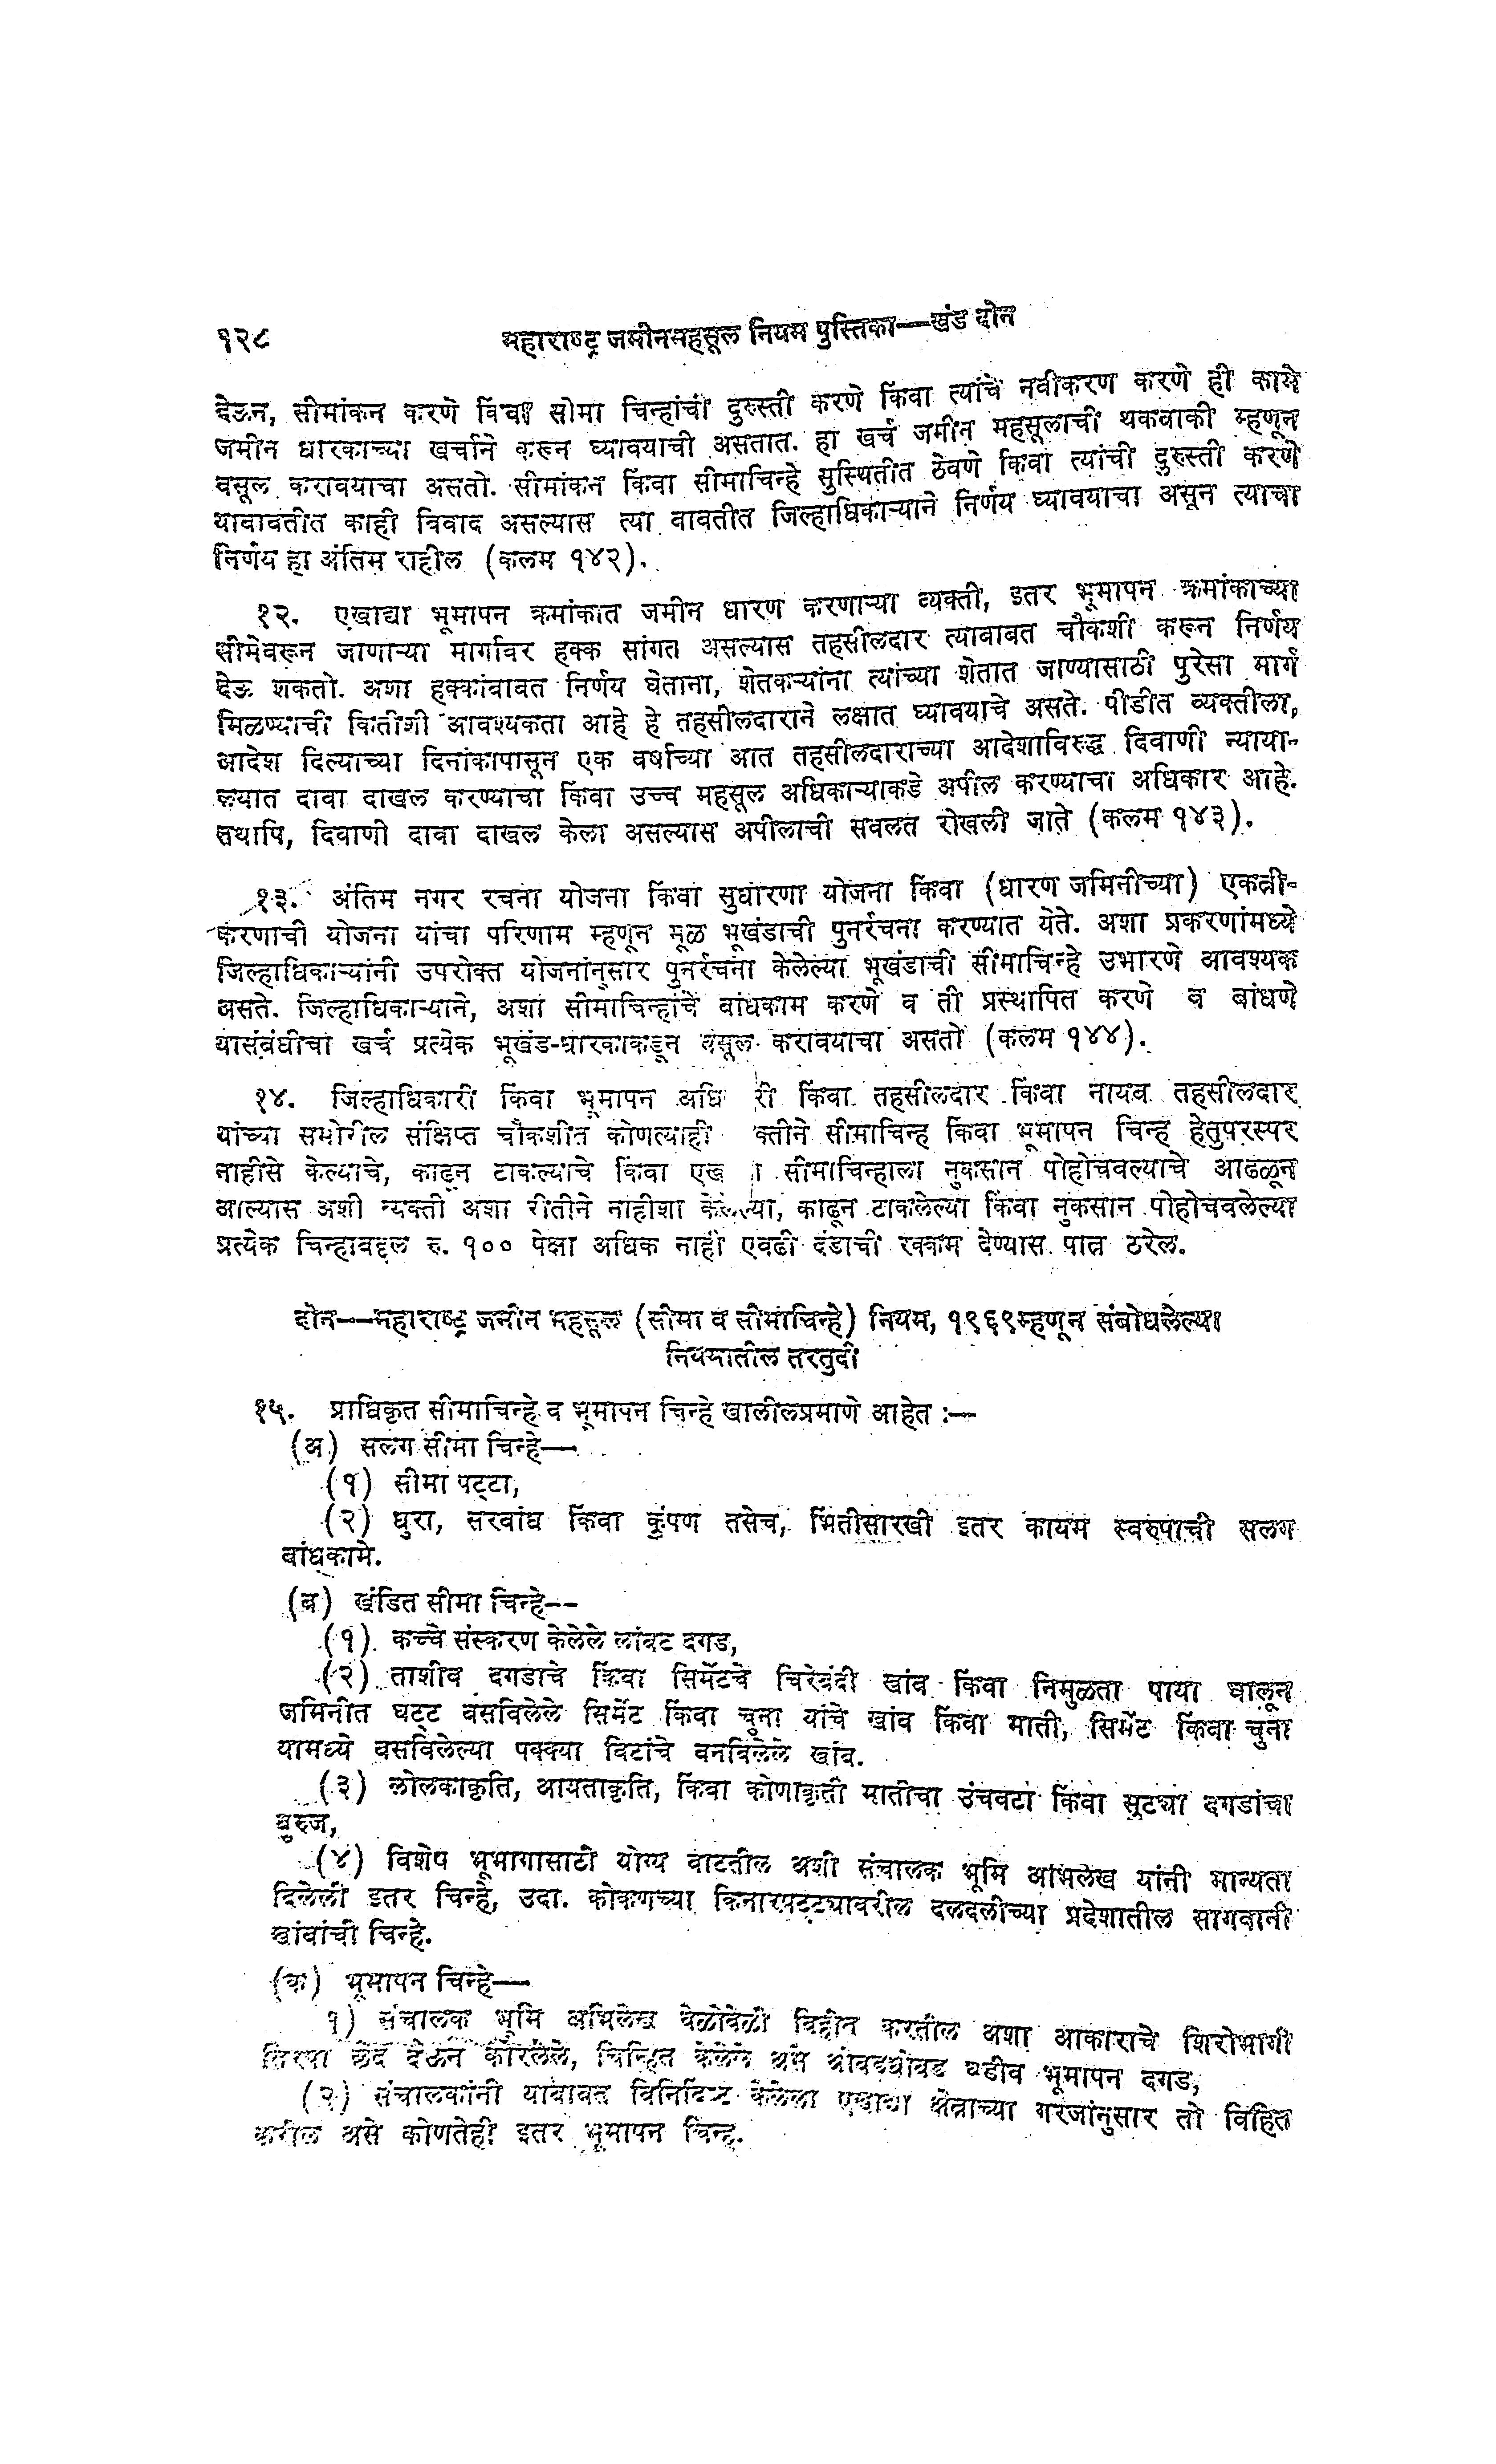 १२८ महाराष्ट्र जमीनमहसूल नियम पुस्तिका—खंड दोन
देऊन, सीमांकन करणे किंवा सीमा चिन्हांची दुरुस्ती करणे किंवा त्यांचे नवीकरण करणे ही कामे
जमीन धारकाच्या खर्चाने करून घ्यावयाची असतात. हा खर्च जमीन महसूलाची थकबाकी म्हणून
वसूल करावयाचा असतो. सीमांकन किंवा सीमाचिन्हे सुस्थितीत ठेवणे किंवा त्यांची दुरुस्ती करणे
याबाबतीत काही विवाद असल्यास त्या बाबतीत जिल्हाधिकाऱ्याने निर्णय घ्यावयाचा असून त्याचा
निर्णय हा अंतिम राहील (कलम १४२).
१२. एखाद्या भूमापन क्रमांकात जमीन धारण करणाऱ्या व्यक्ती, इतर भूमापन क्रमांकाच्या
सीमेवरून जाणाऱ्या मार्गावर हक्क सांगत असल्यास तहसीलदार त्याबाबत चौकशी करून निर्णय
देऊ शकतो. अशा हक्कांबाबत निर्णय घेताना, शेतकऱ्यांना त्यांच्या शेतात जाण्यासाठी पुरेसा मार्ग
मिळण्याची कितीशी आवश्यकता आहे हे तहसीलदाराने लक्षात घ्यावयाचे असते. पीडीत व्यक्तीला,
आदेश दिल्याच्या दिनांकापासून एक वर्षाच्या आत तहसीलदाराच्या आदेशाविरुद्ध दिवाणी न्याया-
लयात दावा दाखल करण्याचा किंवा उच्च महसूल अधिकाऱ्याकडे अपील करण्याचा अधिकार आहे.
तथापि, दिवाणी दावा दाखल केला असल्यास अपीलाची सवलत रोखली जाते (कलम १४३).
१३. अंतिम नगर रचना योजना किंवा सुधारणा योजना किंवा (धारण जमिनीच्या) एकत्री-
करणाची योजना यांचा परिणाम म्हणून मूळ भूखंडाची पुनर्रचना करण्यात येते. अशा प्रकरणांमध्ये
जिल्हाधिकाऱ्यांनी उपरोक्त योजनांनुसार पुनर्रचना केलेल्या भूखंडाची सीमाचिन्हे उभारणे आवश्यक
असते. जिल्हाधिकाऱ्याने, अशा सीमाचिन्हांचे बांधकाम करणे व ती प्रस्थापित करणे व बांधणे
यासंबंधीचा खर्च प्रत्येक भूखंड-धारकाकडून वसूल करावयाचा असतो (कलम १४४).
१४. जिल्हाधिकारी किंवा भूमापन अधि री किंवा तहसीलदार किंवा नायब तहसीलदार
यांच्या समोरील संक्षिप्त चौकशीत कोणत्याही क्तीने सीमाचिन्ह किंवा भूमापन चिन्ह हेतुपरस्पर
नाहीसे केल्याचे, काढून टाकल्याचे किंवा एख ा सीमाचिन्हाला नुकसान पोहोचवल्याचे आढळून
आल्यास अशी व्यक्ती अशा रीतीने नाहीशा केलेल्या, काढून टाकलेल्या किंवा नुकसान पोहोचवलेल्या
प्रत्येक चिन्हाबद्दल रु. १०० पेक्षा अधिक नाही एवढी दंडाची रक्कम देण्यास पात्र ठरेल.
दोन--महाराष्ट्र जमीन महसूल (सीमा व सीमाचिन्हे) नियम, १९६९म्हणून संबोधलेल्या
नियमातील तरतुदी
१५. प्राधिकृत सीमाचिन्हे व भूमापन चिन्हे खालीलप्रमाणे आहेत :—
(अ) सलग सीमा चिन्हे—
(१) सीमा पट्टा,
(२) धुरा, सरबांध किंवा कुंपण तसेच, भिंतीसारखी इतर कायम स्वरुपाची सलग
बांधकामे.
(ब) खंडित सीमा चिन्हे--
(१) कच्चे संस्करण केलेले लांबट दगड,
(२) ताशीव दगडाचे किंवा सिमेंटचे चिरेबंदी खांब किंवा निमुळता पाया घालून
जमिनीत घट्ट बसविलेले सिमेंट किंवा चुना यांचे खांब किंवा माती, सिमेंट किंवा चुना
यामध्ये बसविलेल्या पक्क्या विटांचे बनविलेले खांब.
(३) लोलकाकृति, आयताकृति, किंवा कोणाकृती मातीचा उंचवटा किंवा सुटया दगडांचा
बुरुज,
(४) विशेष भूभागासाठी योग्य वाटतील अशी संचालक भूमि अभिलेख यांनी मान्यता
दिलेली इतर चिन्हे, उदा. कोकणच्या किनारपट्ट्यावरील दलदलीच्या प्रदेशातील सागवानी
खांबांची चिन्हे.
(क) भूमापन चिन्हे—
१) संचालक भूमि अभिलेख वेळोवेळी विहीत करतील अशा आकाराचे शिरोभागी
छेद देऊन कोरलेले, चिन्हित केलेले असे घडीव भूमापन दगड,
(२) संचालकांनी याबाबत विनिर्दिष्ट केलेला एखाद्या क्षेत्राच्या गरजांनुसार तो विहित
करील असे कोणतेही इतर भूमापन चिन्ह.